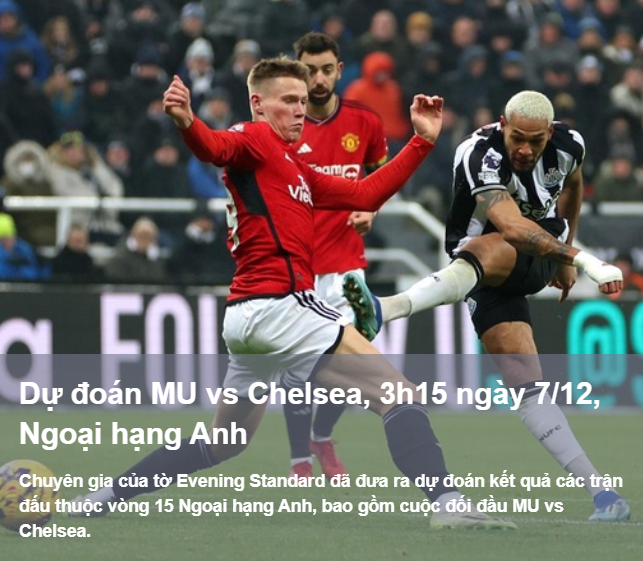 Dự đoán MU vs Chelsea, 3h15 ngày 7/12,
Ngoại hạng Anh
Chuyên gia của tờ Evening Standard đã đưa ra dự đoán kết quả các trận
đấu thuộc vòng 15 Ngoại hạng Anh, bao gồm cuộc đối đầu MU vs
Chelsea.